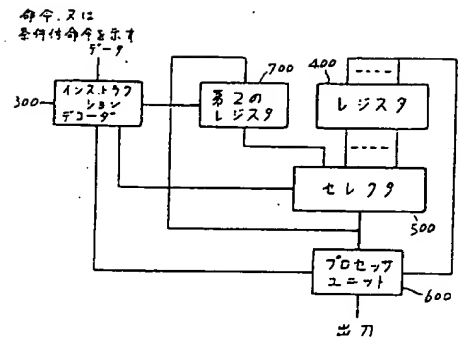 命令、又は
条件付命令を示す
データ
300
インストラク
ション
デコーダ
700
第2の
レジスタ
400
レジスタ
セレクタ
500
プロセッサ
ユニット
600
出力